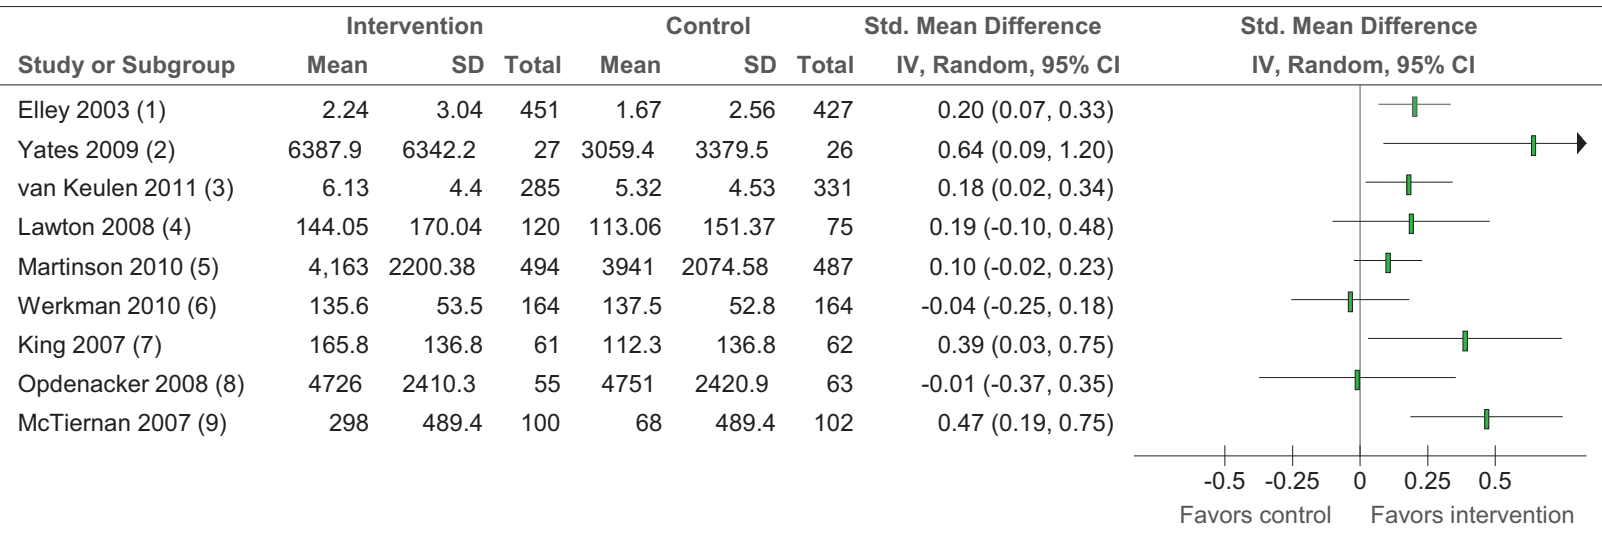 Intervention Control Std. Mean Difference Std. Mean Difference
Study or Subgroup Mean SD Total Mean SD Total IV, Random, 95% CI IV, Random, 95% CI
Elley 2003 (1) 2.24 3.04 451 1.67 2.56 427 0.20 (0.07, 0.33)
Yates 2009 (2) 6387.9 6342.2 27 3059.4 3379.5 26 0.64 (0.09, 1.20)
van Keulen 2011 (3) 6.13 4.4 285 5.32 4.53 331 0.18 (0.02, 0.34)
Lawton 2008 (4) 144.05 170.04 120 113.06 151.37 75 0.19 (-0.10, 0.48)
Martinson 2010 (5) 4,163 2200.38 494 3941 2074.58 487 0.10 (-0.02, 0.23)
Werkman 2010 (6) 135.6 53.5 164 137.5 52.8 164 -0.04 (-0.25, 0.18)
King 2007 (7) 165.8 136.8 61 112.3 136.8 62 0.39 (0.03, 0.75)
Opdenacker 2008 (8) 4726 2410.3 55 4751 2420.9 63 -0.01 (-0.37, 0.35)
McTiernan 2007 (9) 298 489.4 100 68 489.4 102 0.47 (0.19, 0.75)
-0.5 -0.25 0 0.25 0.5
Favors control Favors intervention